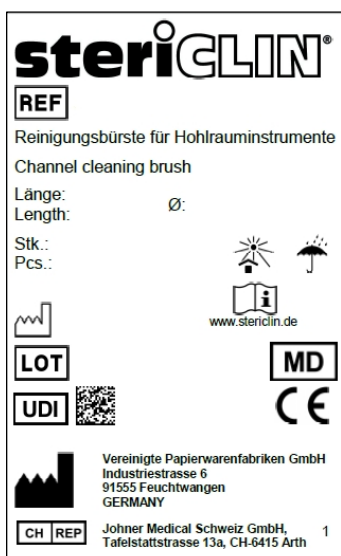 stericLIN®
REF
Reinigungsbürste für Hohlrauminstrumente
Channel cleaning brush
Länge:
Length:
Ø:
Stk.:
Pcs.:
i
www.stericlin.de
LOT
MD
UDI
CE
Vereinigte Papierwarenfabriken GmbH
Industriestrasse 6
91555 Feuchtwangen
GERMANY
CH REP
Johner Medical Schweiz GmbH,
Tafelstattstrasse 13a, CH-6415 Arth
1